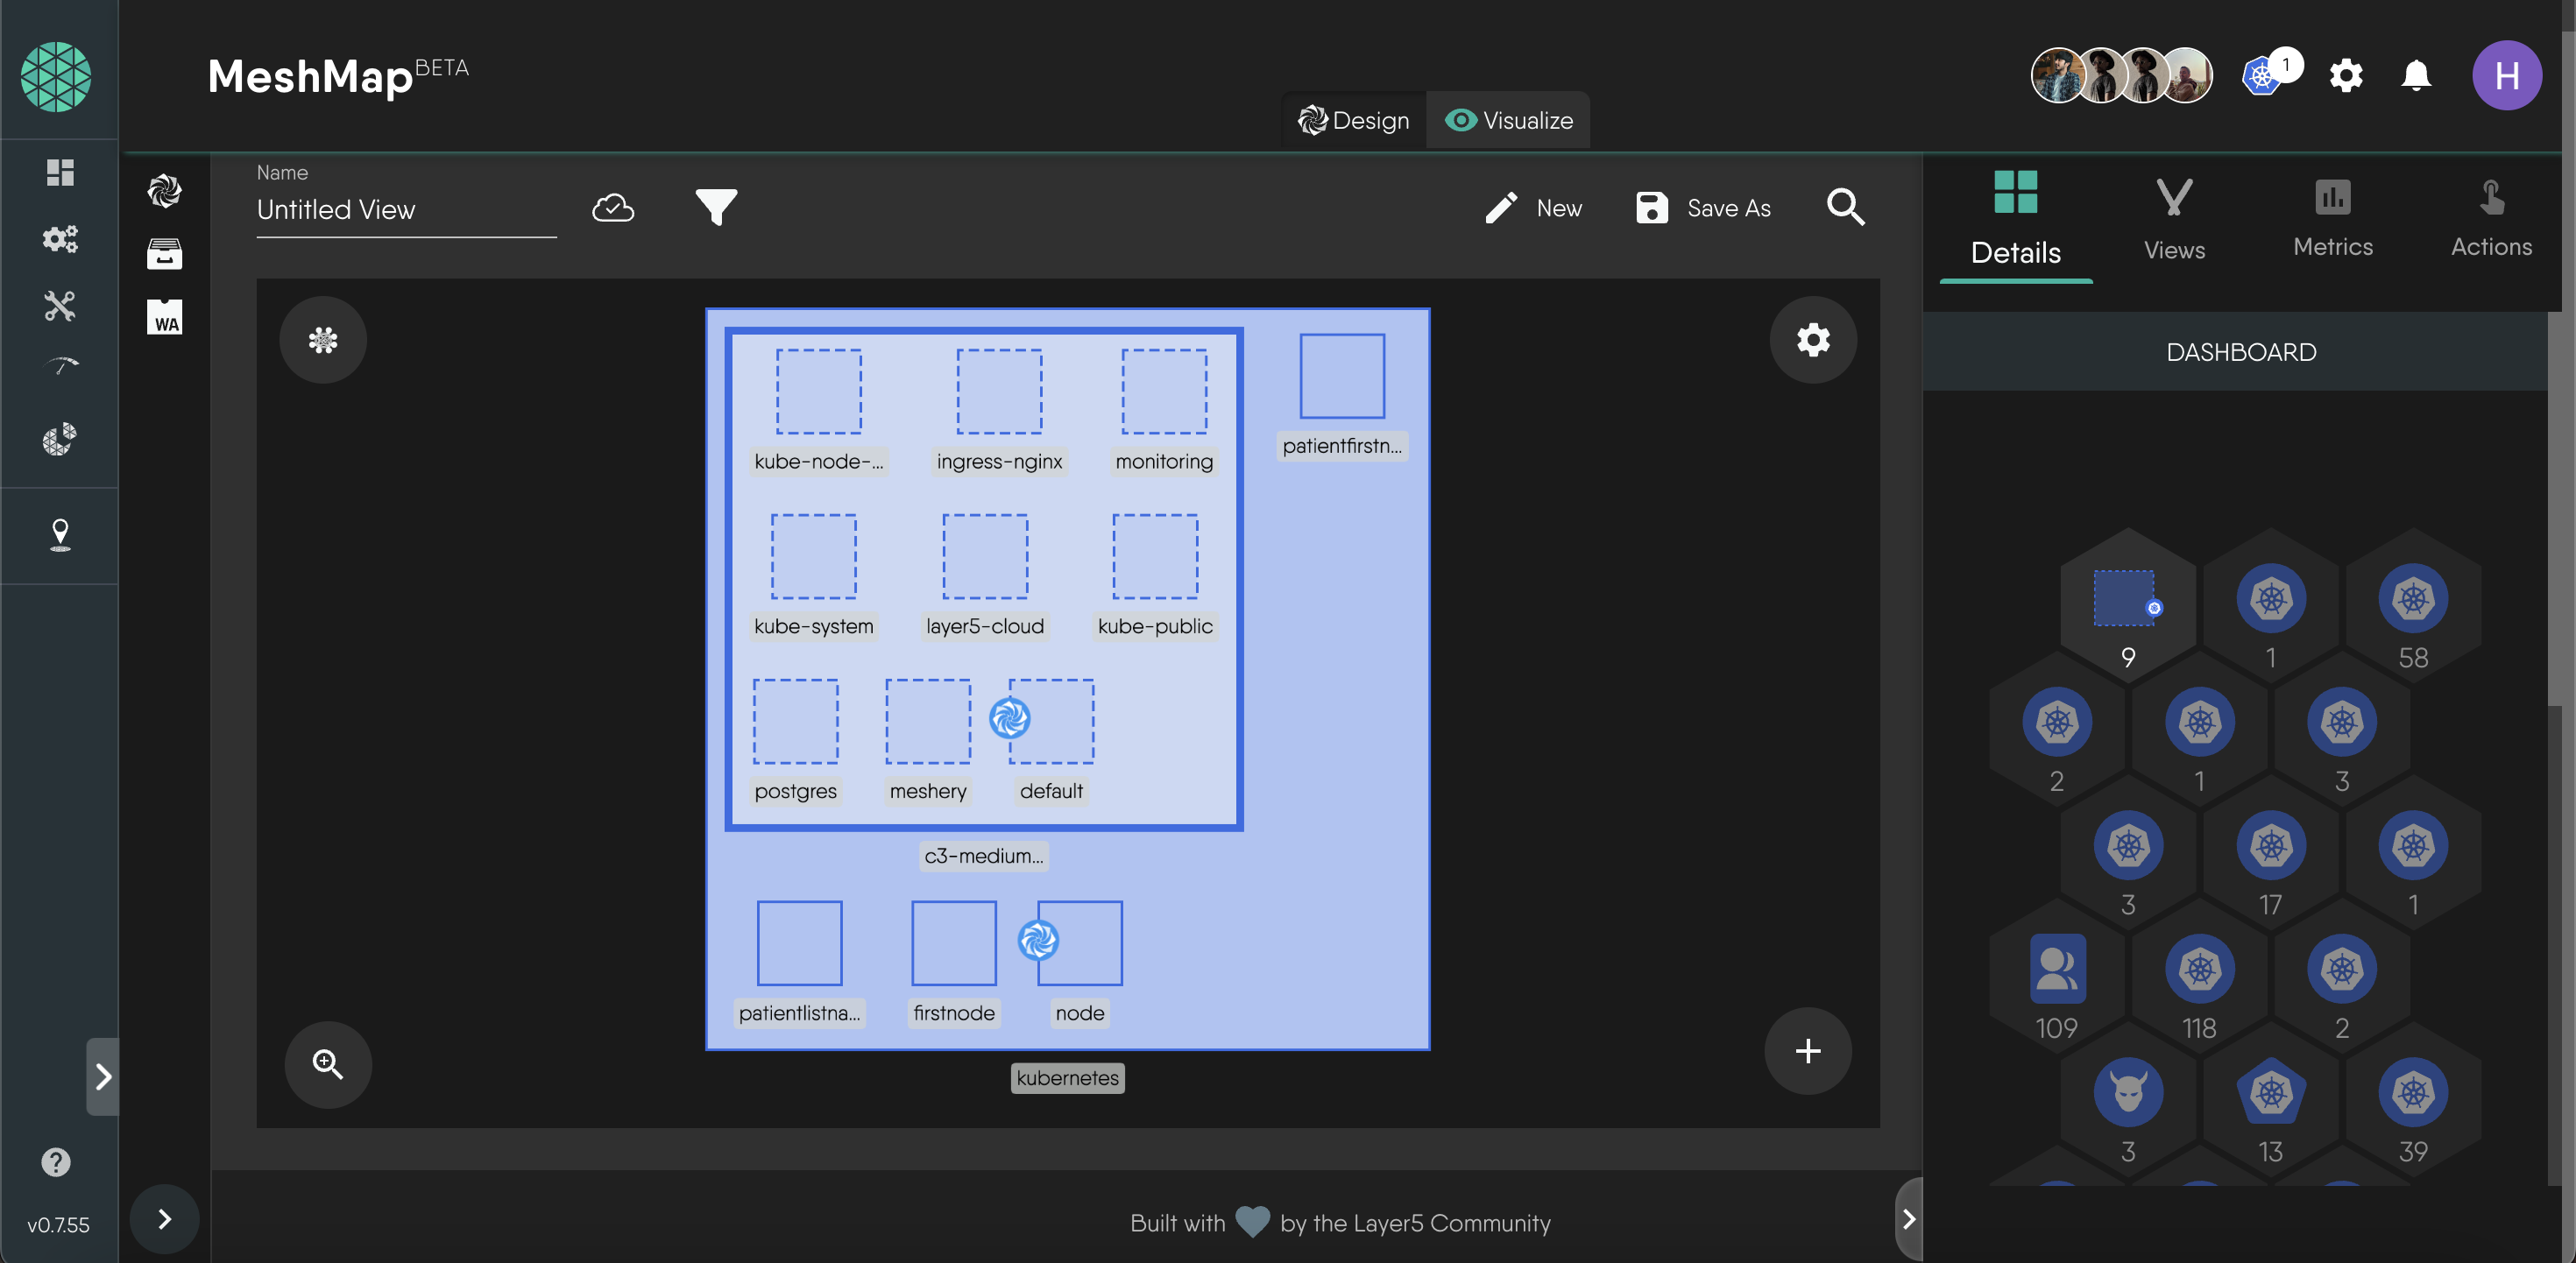 MeshMap BETA
1
H
Design
Visualize
Name
Untitled View
New
Save As
Details
Views
Metrics
Actions
WA
DASHBOARD
kube-node-...
ingress-nginx
monitoring
patientfirstn...
kube-system
layer5-cloud
kube-public
postgres
meshery
default
c3-medium...
patientlistna...
firstnode
node
kubernetes
9
1
58
2
1
3
3
17
1
109
118
2
3
13
39
v0.7.55
Built with
by the Layer5 Community